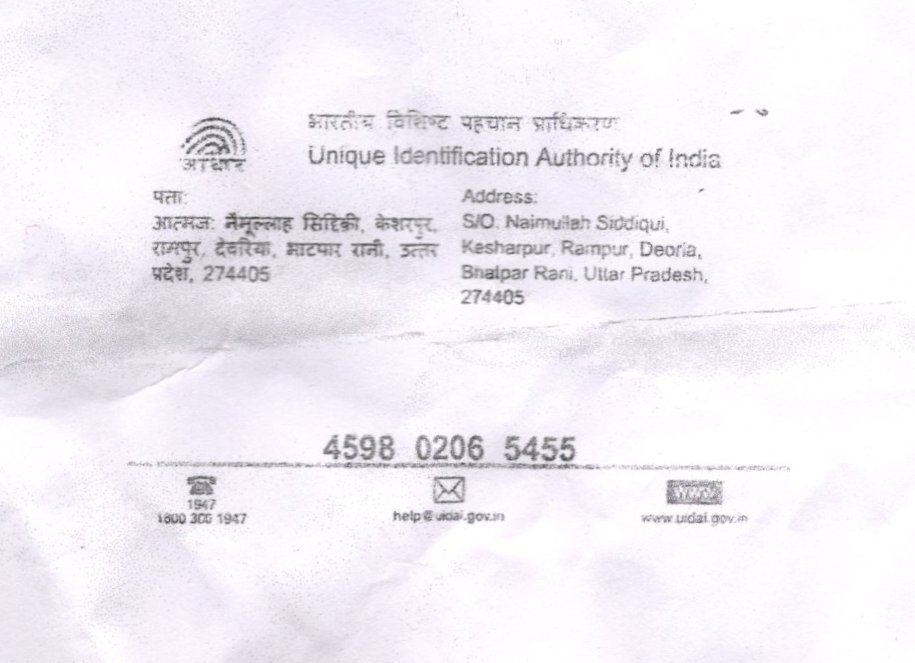 भारतीय विशिष्ट पहचान प्राधिकरण
Unique Identification Authority of India
आधार
पता:
आत्मज: नैमूल्लाह सिद्दिकी, केशरपुर,
रामपुर, देवरिया, भाटपार रानी, उत्तर
प्रदेश, 274405
Address:
S/O. Naimullah Siddiqui,
Kesharpur, Rampur, Deoria,
Bhatpar Rani, Uttar Pradesh,
274405
4598 0206 5455
1947
1800 300 1947
help@uidai.gov.in
WWW
www.uidai.gov.in